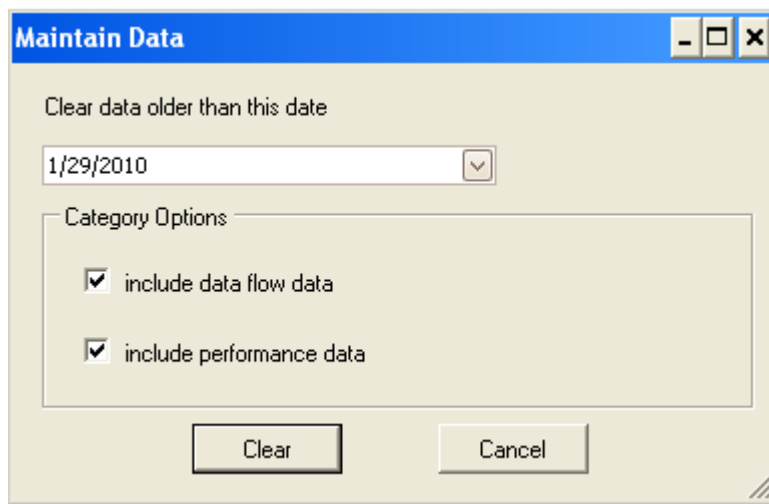 Maintain Data
Clear data older than this date
1/29/2010
Category Options
include data flow data
include performance data
Clear Cancel